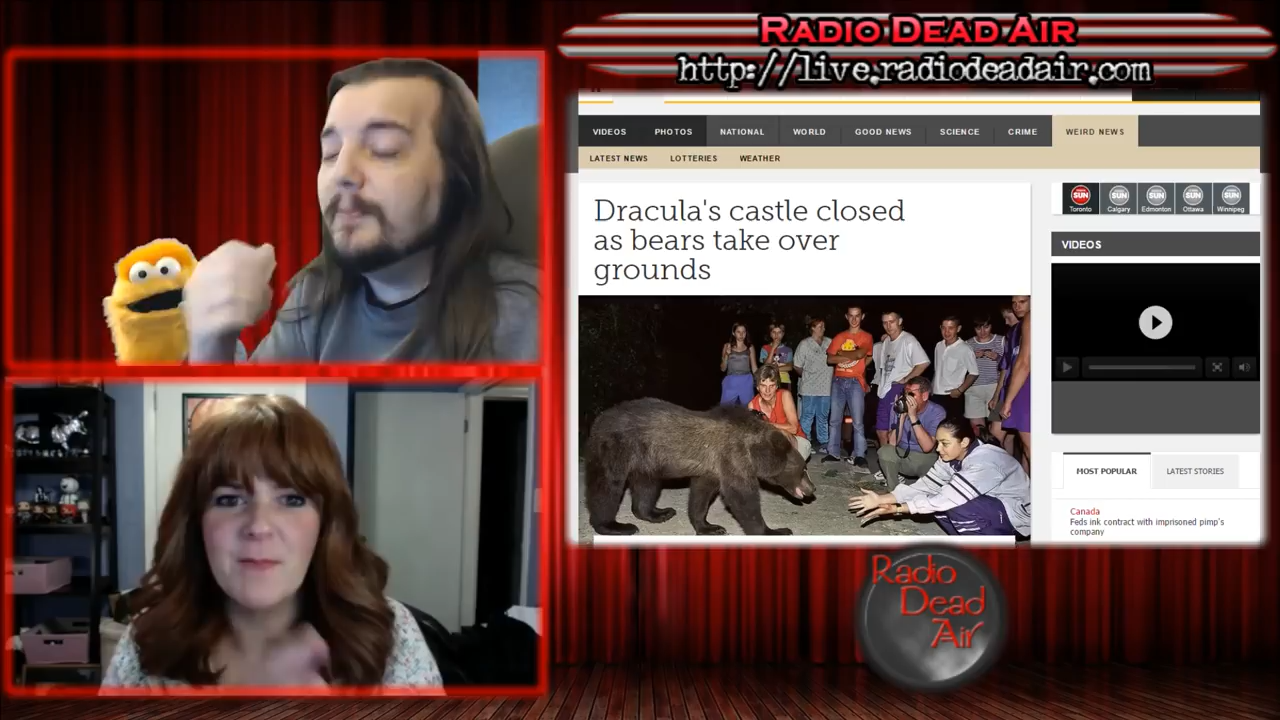 RADIO DEAD AIR
http://live.radiodeadair.com
VIDEOS PHOTOS NATIONAL WORLD GOOD NEWS SCIENCE CRIME WEIRD NEWS
LATEST NEWS LOTTERIES WEATHER
Dracula's castle closed
as bears take over
grounds
SUN SUN SUN SUN SUN
Toronto Calgary Edmonton Ottawa Winnipeg
VIDEOS
MOST POPULAR LATEST STORIES
Canada
Feds ink contract with imprisoned pimp's
company
Radio
Dead
Air